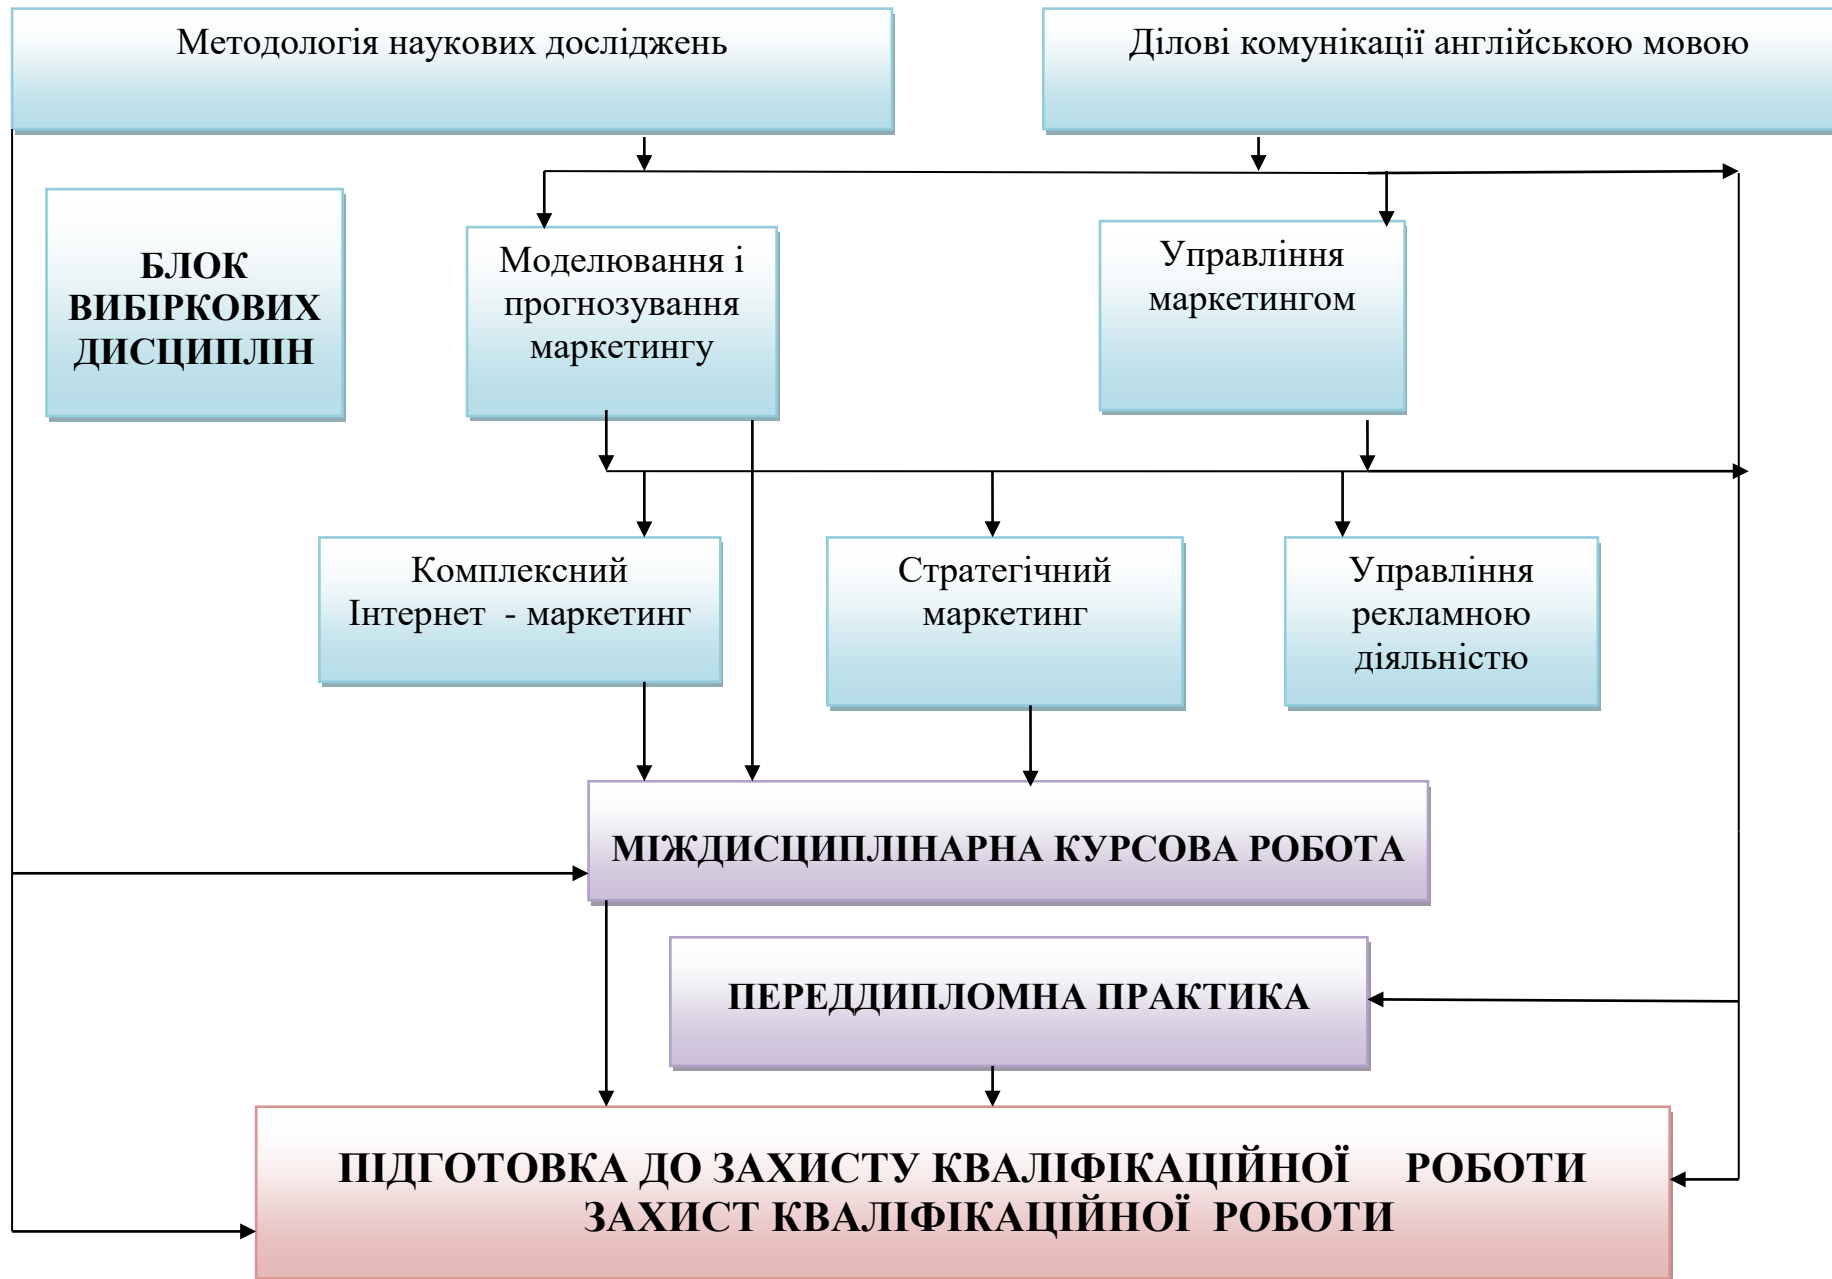 Методологія наукових досліджень
Ділові комунікації англійською мовою
БЛОК
ВИБІРКОВИХ
ДИСЦИПЛІН
Моделювання і
прогнозування
маркетингу
Управління
маркетингом
Комплексний
Інтернет - маркетинг
Стратегічний
маркетинг
Управління
рекламною
діяльністю
МІЖДИСЦИПЛІНАРНА КУРСОВА РОБОТА
ПЕРЕДДИПЛОМНА ПРАКТИКА
ПІДГОТОВКА ДО ЗАХИСТУ КВАЛІФІКАЦІЙНОЇ РОБОТИ
ЗАХИСТ КВАЛІФІКАЦІЙНОЇ РОБОТИ